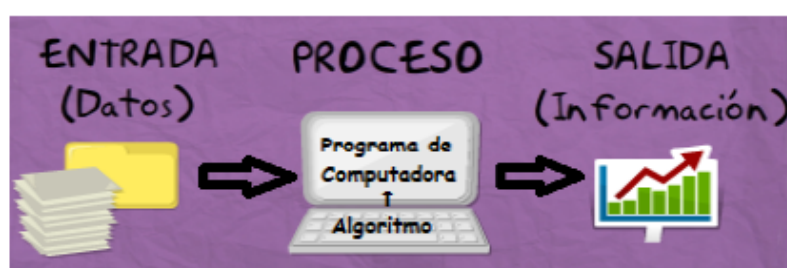 ENTRADA
(Datos)
PROCESO
Programa de
Computadora
↑
Algoritmo
SALIDA
(Información)